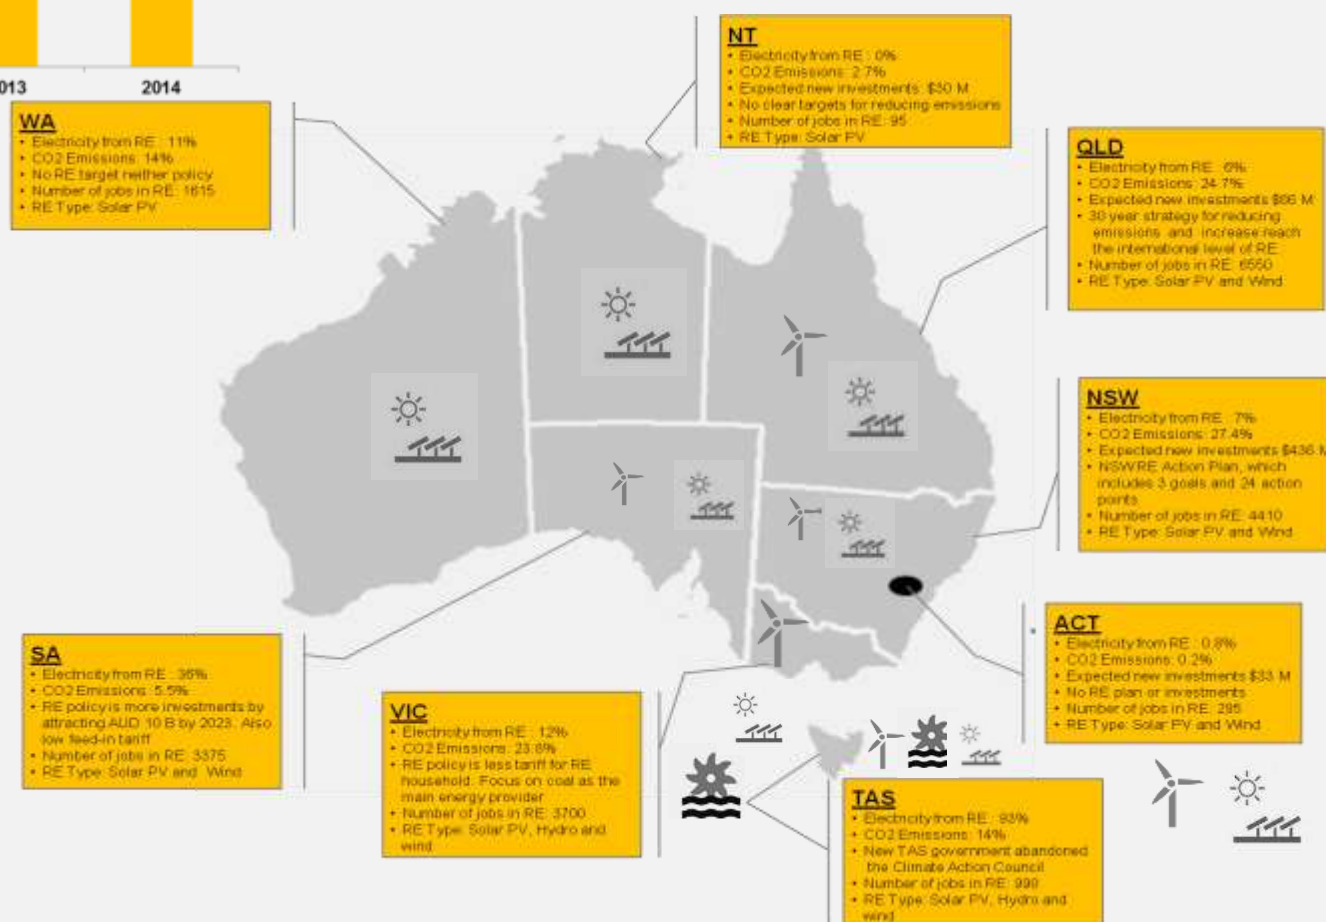 013
2014
NT
• Electricity from RE : 0%
• CO2 Emissions: 2.7%
• Expected new investments: $30 M
• No clear targets for reducing emissions
• Number of jobs in RE: 95
• RE Type: Solar PV
WA
• Electricity from RE : 11%
• CO2 Emissions: 14%
• No RE target neither policy
• Number of jobs in RE: 1615
• RE Type: Solar PV
QLD
• Electricity from RE : 6%
• CO2 Emissions: 24.7%
• Expected new investments $66 M
• 30 year strategy for reducing
emissions and increase reach
the international level of RE
• Number of jobs in RE: 6550
• RE Type: Solar PV and Wind
NSW
• Electricity from RE : 7%
• CO2 Emissions: 27.4%
• Expected new investments $436 M
• NSW RE Action Plan, which
includes 3 goals and 24 action
points
• Number of jobs in RE: 4410
• RE Type: Solar PV and Wind
ACT
• Electricity from RE : 0.8%
• CO2 Emissions: 0.2%
• Expected new investments $33 M
• No RE plan or investments
• Number of jobs in RE: 295
• RE Type: Solar PV and Wind
SA
• Electricity from RE : 36%
• CO2 Emissions: 5.5%
• RE policy is more investments by
attracting AUD 10 B by 2023. Also
low feed-in tariff
• Number of jobs in RE: 3375
• RE Type: Solar PV and Wind
VIC
• Electricity from RE : 12%
• CO2 Emissions: 23.8%
• RE policy is less tariff for RE
household. Focus on coal as the
main energy provider
• Number of jobs in RE: 3700
• RE Type: Solar PV, Hydro and
wind
TAS
• Electricity from RE : 93%
• CO2 Emissions: 14%
• New TAS government abandoned
the Climate Action Council
• Number of jobs in RE: 990
• RE Type: Solar PV, Hydro and
wind